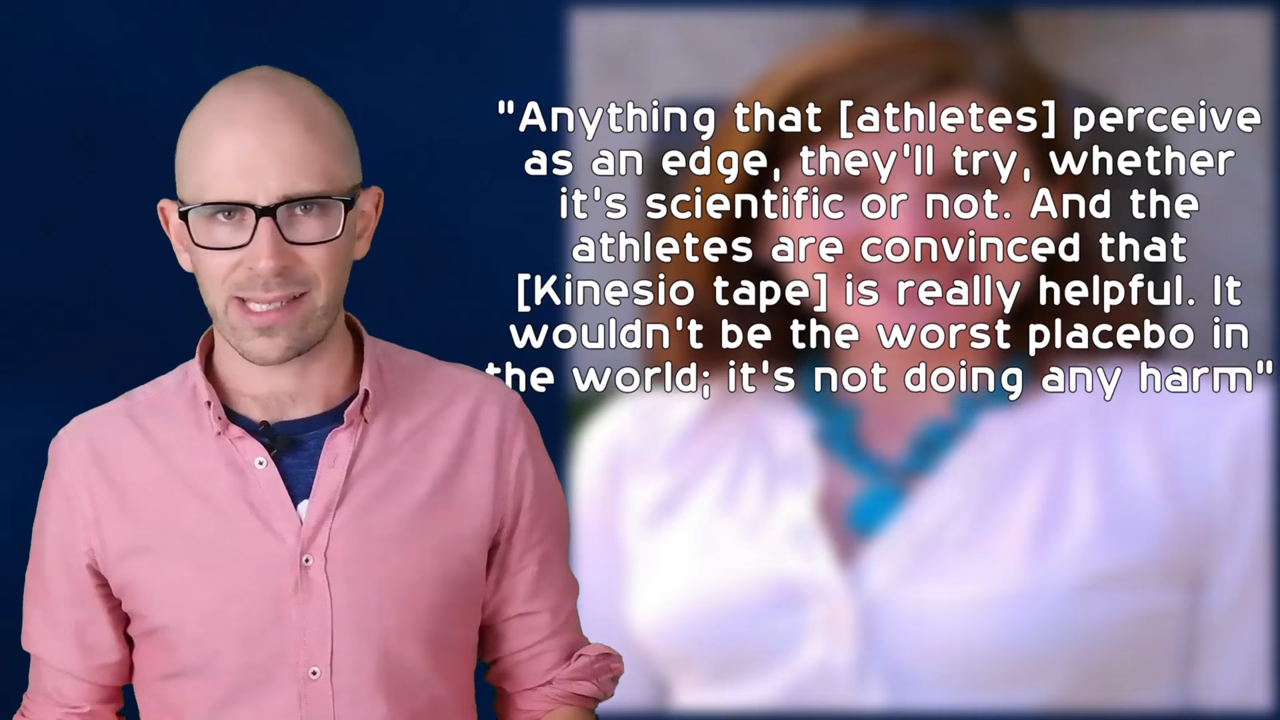 "Anything that [athletes] perceive
as an edge, they'll try, whether
it's scientific or not. And the
athletes are convinced that
[Kinesio tape] is really helpful. It
wouldn't be the worst placebo in
the world; it's not doing any harm"